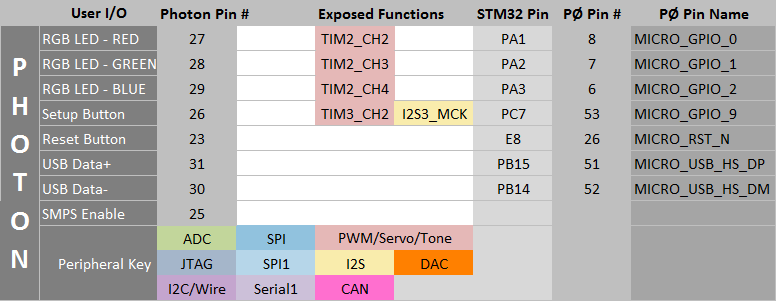 User I/O Photon Pin # Exposed Functions STM32 Pin PØ Pin # PØ Pin Name
PHOTON
RGB LED - RED 27 TIM2_CH2 PA1 8 MICRO_GPIO_0
RGB LED - GREEN 28 TIM2_CH3 PA2 7 MICRO_GPIO_1
RGB LED - BLUE 29 TIM2_CH4 PA3 6 MICRO_GPIO_2
Setup Button 26 TIM3_CH2 I2S3_MCK PC7 53 MICRO_GPIO_9
Reset Button 23 E8 26 MICRO_RST_N
USB Data+ 31 PB15 51 MICRO_USB_HS_DP
USB Data- 30 PB14 52 MICRO_USB_HS_DM
SMPS Enable 25
Peripheral Key
ADC SPI PWM/Servo/Tone
JTAG SPI1 I2S DAC
I2C/Wire Serial1 CAN